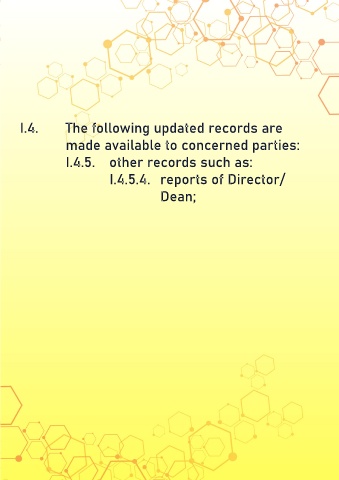 I.4. The following updated records are
made available to concerned parties:
I.4.5. other records such as:
I.4.5.4. reports of Director/
Dean;